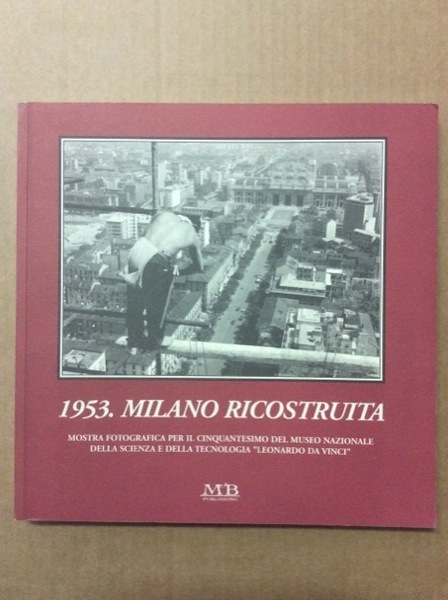 1953. MILANO RICOSTRUITA
MOSTRA FOTOGRAFICA PER IL CINQUANTESIMO DEL MUSEO NAZIONALE
DELLA SCIENZA E DELLA TECNOLOGIA "LEONARDO DA VINCI"
MB
PUBLISHING